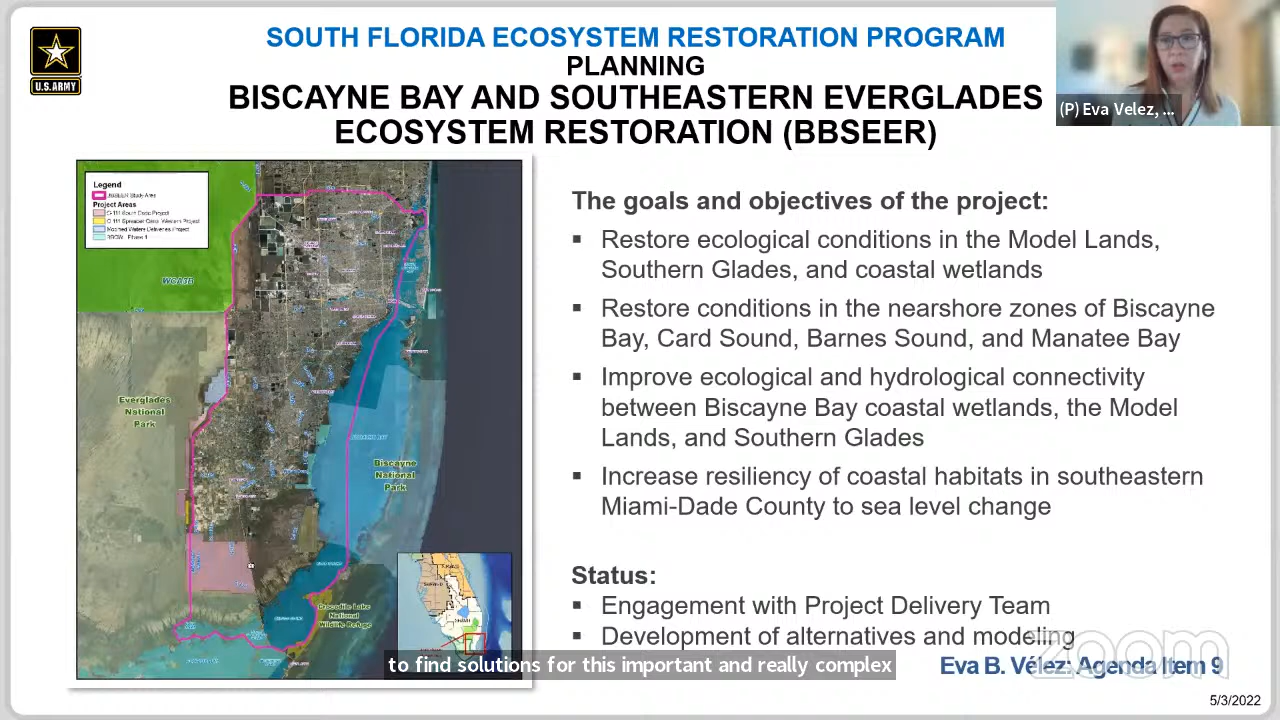 SOUTH FLORIDA ECOSYSTEM RESTORATION PROGRAM
PLANNING
BISCAYNE BAY AND SOUTHEASTERN EVERGLADES
ECOSYSTEM RESTORATION (BBSEER)
U.S. ARMY
(P) Eva Velez, ...
Legend
Project Areas
WCA3B
Everglades
National
Park
Biscayne
National
Park
Crocodile Lake
National
Wildlife Refuge
The goals and objectives of the project:
▪ Restore ecological conditions in the Model Lands,
Southern Glades, and coastal wetlands
▪ Restore conditions in the nearshore zones of Biscayne
Bay, Card Sound, Barnes Sound, and Manatee Bay
▪ Improve ecological and hydrological connectivity
between Biscayne Bay coastal wetlands, the Model
Lands, and Southern Glades
▪ Increase resiliency of coastal habitats in southeastern
Miami-Dade County to sea level change
Status:
▪ Engagement with Project Delivery Team
▪ Development of alternatives and modeling
to find solutions for this important and really complex
Eva B. Vélez: Agenda Item 9
zoom
5/3/2022